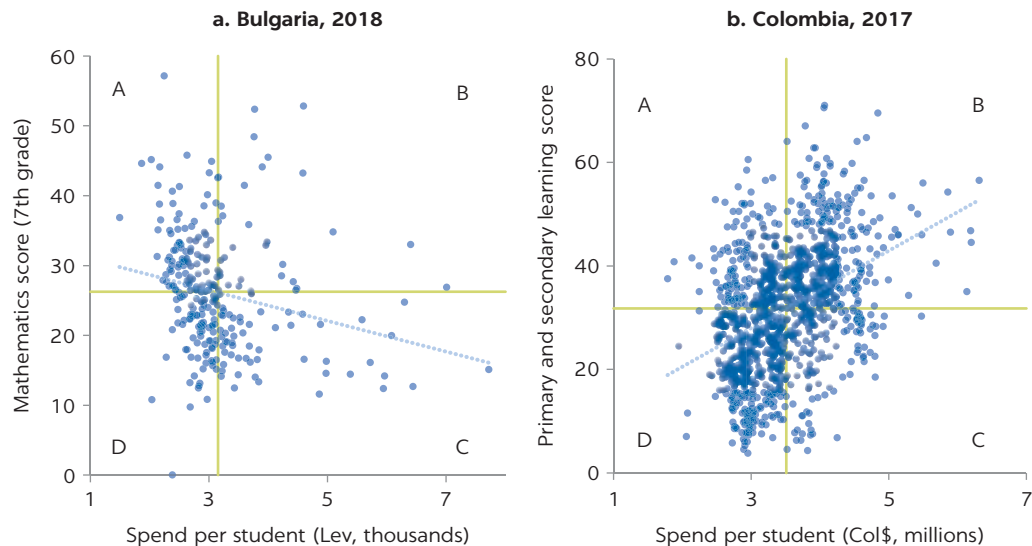 a. Bulgaria, 2018
Mathematics score (7th grade)
60
50
40
30
20
10
0
A
B
D
C
1
3
5
7
Spend per student (Lev, thousands)
b. Colombia, 2017
Primary and secondary learning score
80
60
40
20
0
A
B
D
C
1
3
5
7
Spend per student (Col$, millions)